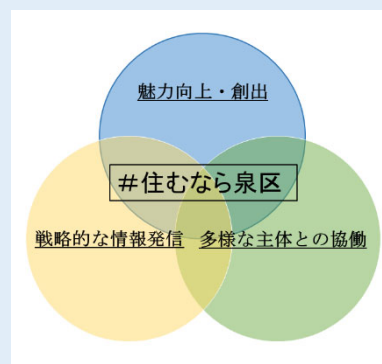 魅力向上・創出
＃住むなら泉区
戦略的な情報発信
多様な主体との協働